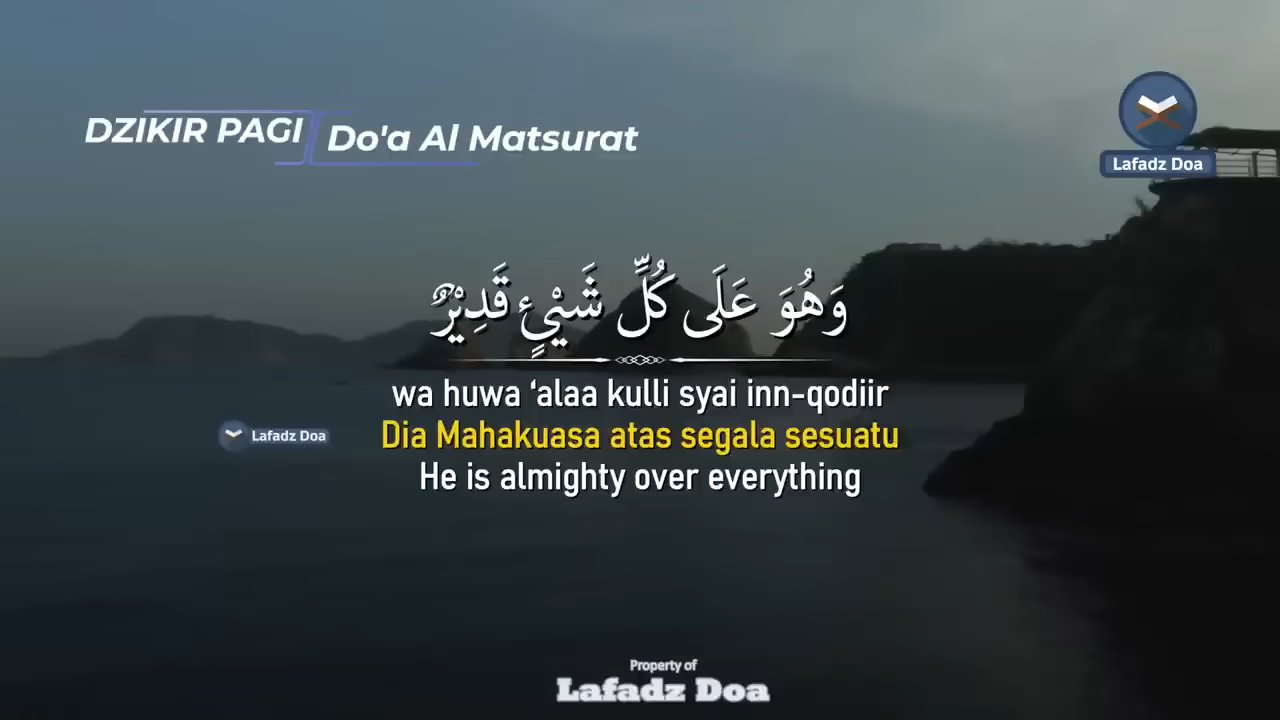 DZIKIR PAGI
Do'a Al Matsurat
Lafadz Doa
وَهُوَ عَلَى كُلِّ شَيْءٍ قَدِيْرٌ
wa huwa ‘alaa kulli syai inn-qodiir
Lafadz Doa
Dia Mahakuasa atas segala sesuatu
He is almighty over everything
Property of
Lafadz Doa